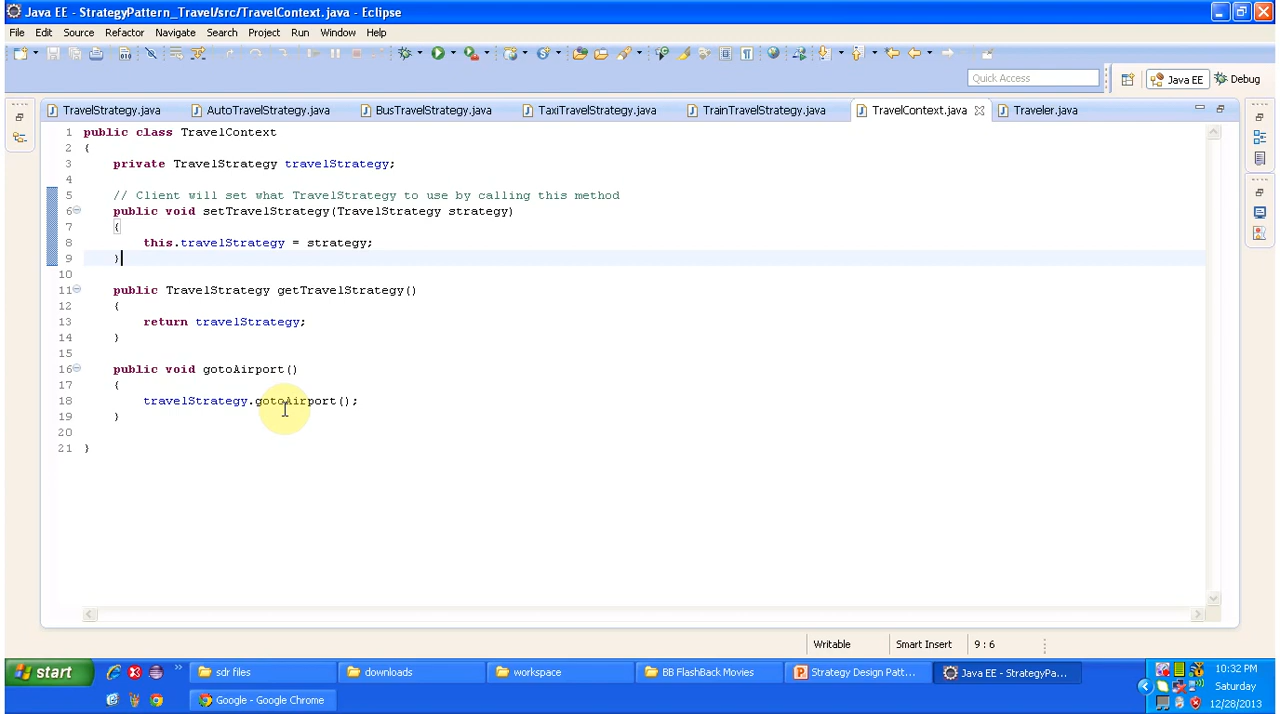 Java EE - StrategyPattern_Travel/src/TravelContext.java - Eclipse
File Edit Source Refactor Navigate Search Project Run Window Help
Quick Access
Java EE
Debug
TravelStrategy.java AutoTravelStrategy.java BusTravelStrategy.java TaxiTravelStrategy.java TrainTravelStrategy.java TravelContext.java Traveler.java
1 public class TravelContext
2 {
3 private TravelStrategy travelStrategy;
4
5 // Client will set what TravelStrategy to use by calling this method
6 public void setTravelStrategy(TravelStrategy strategy)
7 {
8 this.travelStrategy = strategy;
9 }
10
11 public TravelStrategy getTravelStrategy()
12 {
13 return travelStrategy;
14 }
15
16 public void gotoAirport()
17 {
18 travelStrategy.gotoAirport();
19 }
20
21 }
Writable Smart Insert 9 : 6
start sdr files downloads workspace BB FlashBack Movies Strategy Design Patt... Java EE - StrategyPa...
Google - Google Chrome
10:32 PM
Saturday
12/28/2013